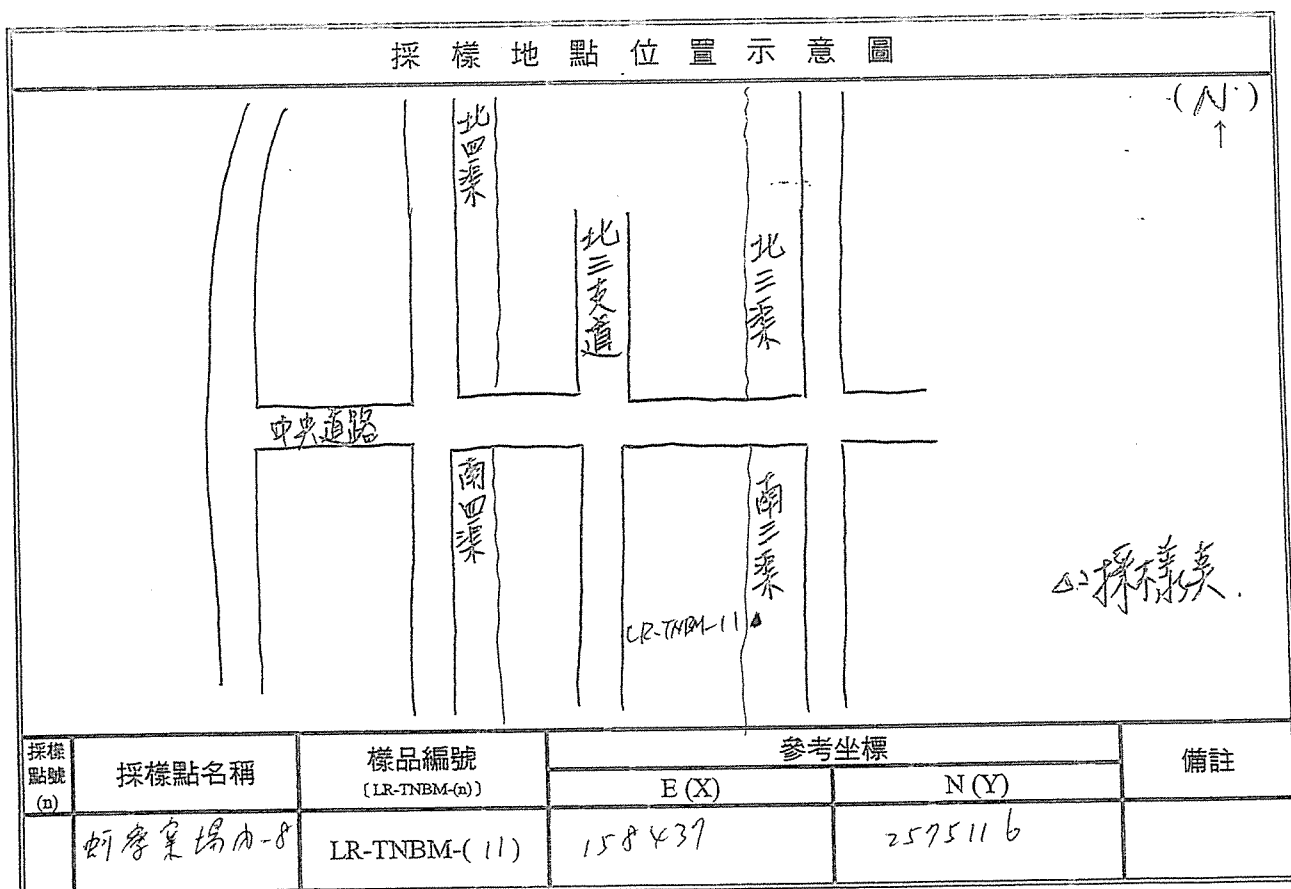 採樣地點位置示意圖
(N)
↑
北四渠
北三支道
北三渠
中央道路
南四渠
南三渠
LR-TNBM-11 ▲
△:採樣點.
採樣點號(n)
採樣點名稱
樣品編號
〔LR-TNBM-(n)〕
參考坐標
E (X)
N (Y)
備註
場內-8
LR-TNBM-( 11)
158437
2575116